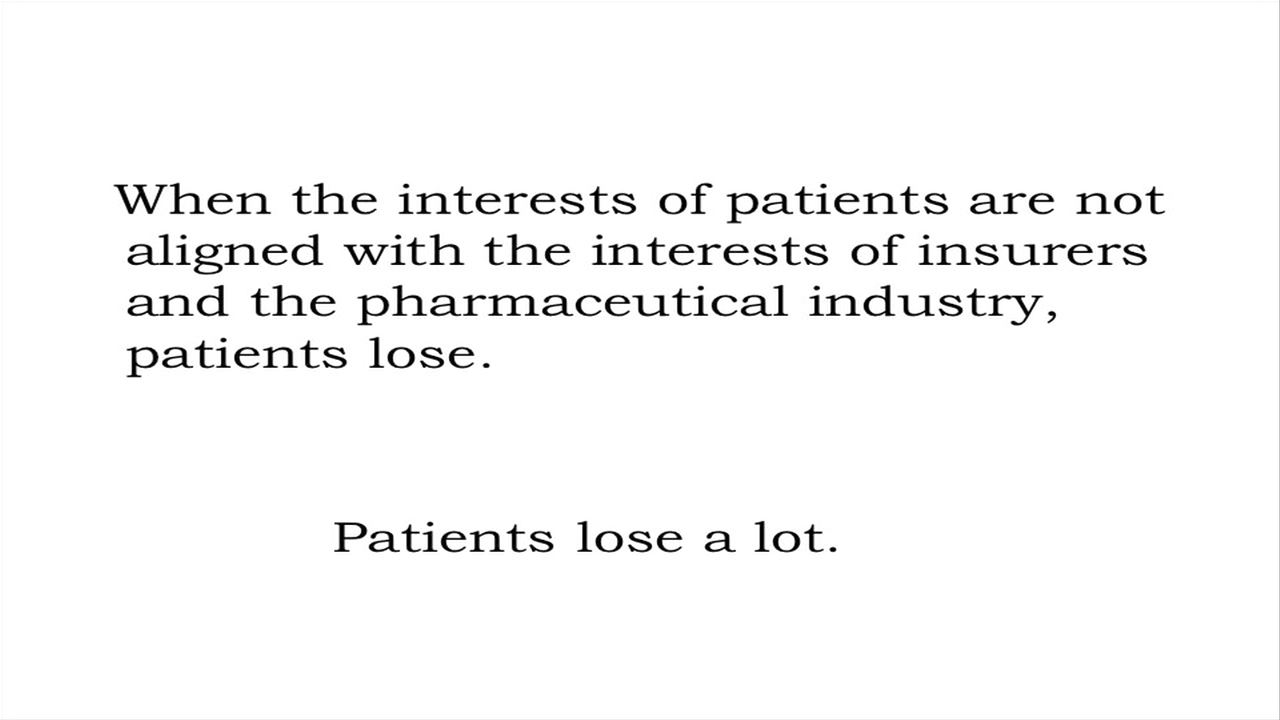 When the interests of patients are not
aligned with the interests of insurers
and the pharmaceutical industry,
patients lose.
Patients lose a lot.